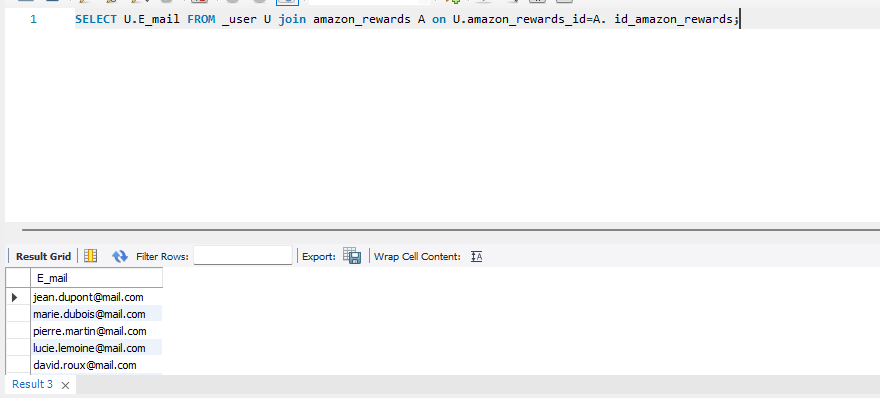 1 SELECT U.E_mail FROM _user U join amazon_rewards A on U.amazon_rewards_id=A. id_amazon_rewards;
Result Grid Filter Rows: Export: Wrap Cell Content:
E_mail
jean.dupont@mail.com
marie.dubois@mail.com
pierre.martin@mail.com
lucie.lemoine@mail.com
david.roux@mail.com
Result 3